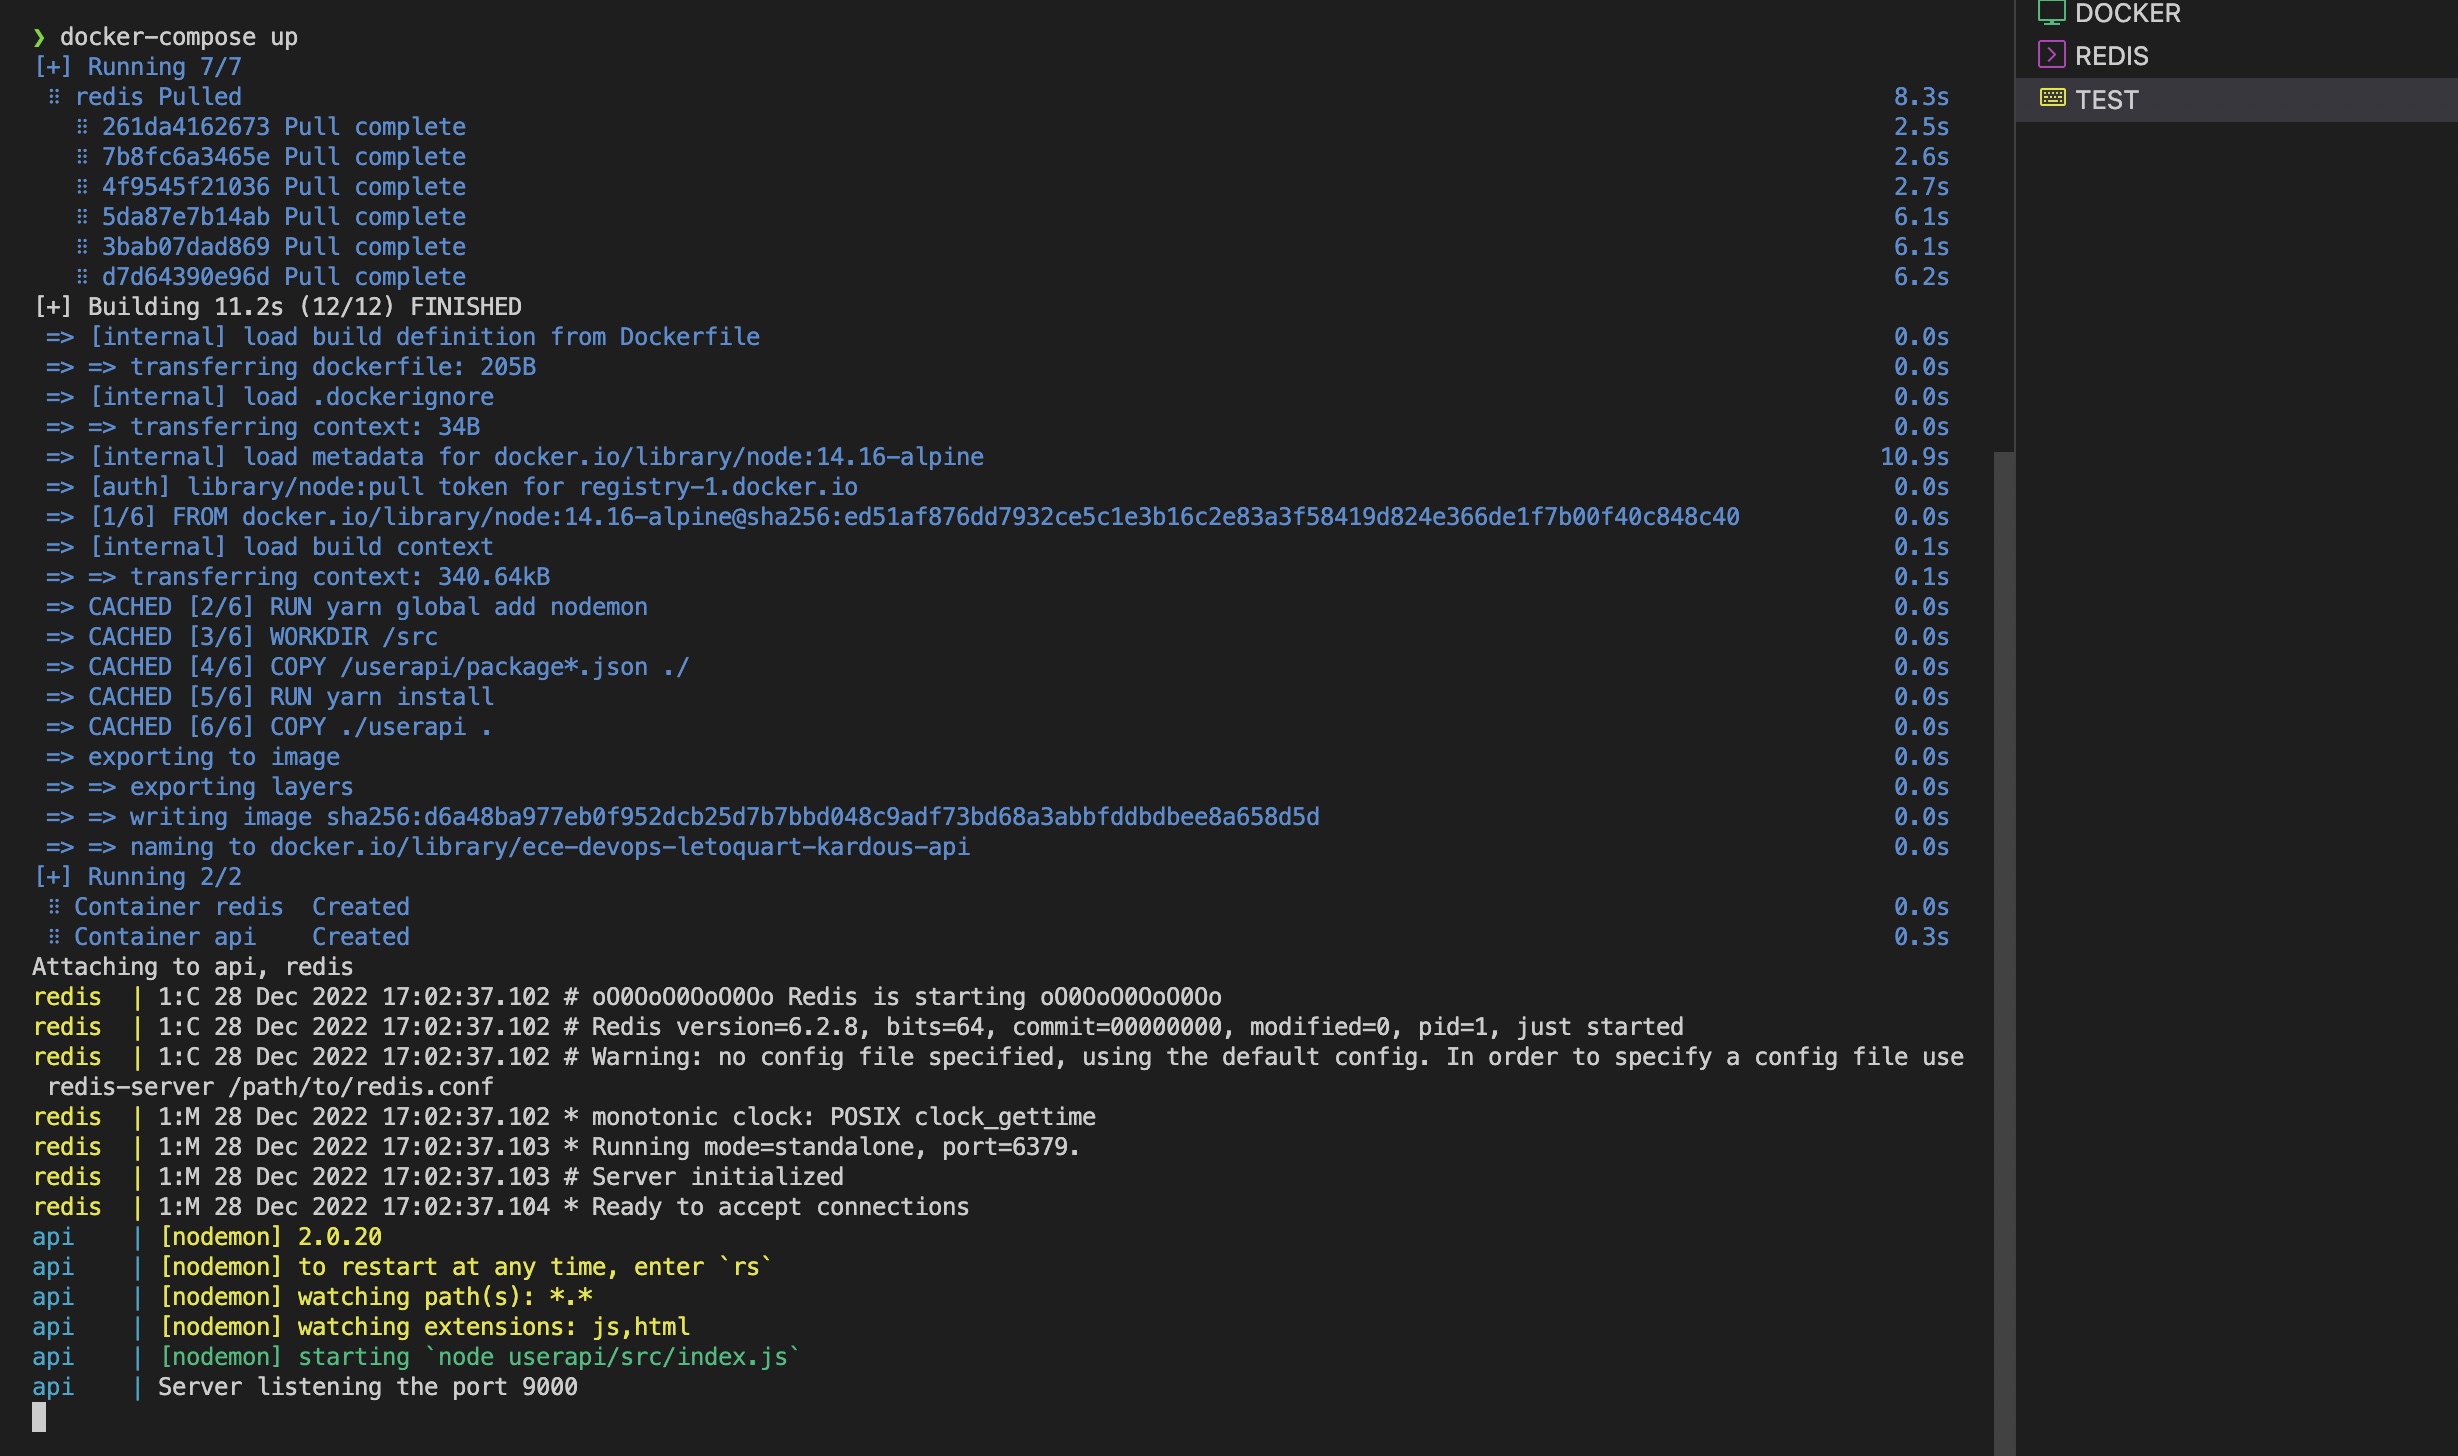 ❯ docker-compose up
[+] Running 7/7
⠿ redis Pulled 8.3s
⠿ 261da4162673 Pull complete 2.5s
⠿ 7b8fc6a3465e Pull complete 2.6s
⠿ 4f9545f21036 Pull complete 2.7s
⠿ 5da87e7b14ab Pull complete 6.1s
⠿ 3bab07dad869 Pull complete 6.1s
⠿ d7d64390e96d Pull complete 6.2s
[+] Building 11.2s (12/12) FINISHED
=> [internal] load build definition from Dockerfile 0.0s
=> => transferring dockerfile: 205B 0.0s
=> [internal] load .dockerignore 0.0s
=> => transferring context: 34B 0.0s
=> [internal] load metadata for docker.io/library/node:14.16-alpine 10.9s
=> [auth] library/node:pull token for registry-1.docker.io 0.0s
=> [1/6] FROM docker.io/library/node:14.16-alpine@sha256:ed51af876dd7932ce5c1e3b16c2e83a3f58419d824e366de1f7b00f40c848c40 0.0s
=> [internal] load build context 0.1s
=> => transferring context: 340.64kB 0.1s
=> CACHED [2/6] RUN yarn global add nodemon 0.0s
=> CACHED [3/6] WORKDIR /src 0.0s
=> CACHED [4/6] COPY /userapi/package*.json ./ 0.0s
=> CACHED [5/6] RUN yarn install 0.0s
=> CACHED [6/6] COPY ./userapi . 0.0s
=> exporting to image 0.0s
=> => exporting layers 0.0s
=> => writing image sha256:d6a48ba977eb0f952dcb25d7b7bbd048c9adf73bd68a3abbfddbdbee8a658d5d 0.0s
=> => naming to docker.io/library/ece-devops-letoquart-kardous-api 0.0s
[+] Running 2/2
⠿ Container redis  Created 0.0s
⠿ Container api    Created 0.3s
Attaching to api, redis
redis  | 1:C 28 Dec 2022 17:02:37.102 # oO0OoO0OoO0Oo Redis is starting oO0OoO0OoO0Oo
redis  | 1:C 28 Dec 2022 17:02:37.102 # Redis version=6.2.8, bits=64, commit=00000000, modified=0, pid=1, just started
redis  | 1:C 28 Dec 2022 17:02:37.102 # Warning: no config file specified, using the default config. In order to specify a config file use
redis-server /path/to/redis.conf
redis  | 1:M 28 Dec 2022 17:02:37.102 * monotonic clock: POSIX clock_gettime
redis  | 1:M 28 Dec 2022 17:02:37.103 * Running mode=standalone, port=6379.
redis  | 1:M 28 Dec 2022 17:02:37.103 # Server initialized
redis  | 1:M 28 Dec 2022 17:02:37.104 * Ready to accept connections
api    | [nodemon] 2.0.20
api    | [nodemon] to restart at any time, enter `rs`
api    | [nodemon] watching path(s): *.*
api    | [nodemon] watching extensions: js,html
api    | [nodemon] starting `node userapi/src/index.js`
api    | Server listening the port 9000
DOCKER
REDIS
TEST